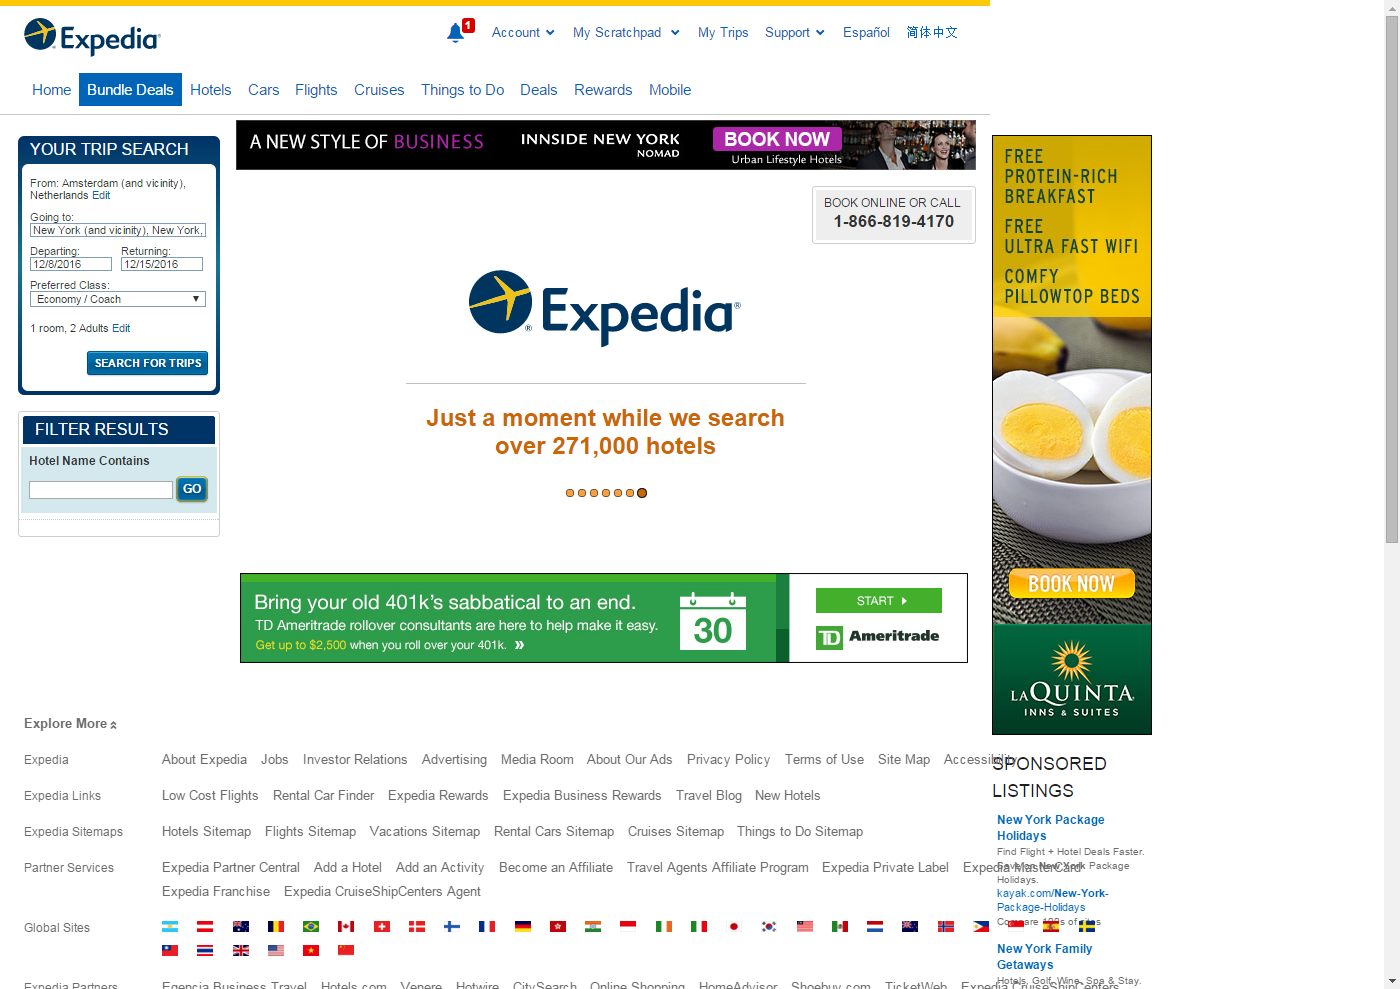 Expedia
1
Account
My Scratchpad
My Trips
Support
Español
简体中文
Home
Bundle Deals
Hotels
Cars
Flights
Cruises
Things to Do
Deals
Rewards
Mobile
YOUR TRIP SEARCH
From: Amsterdam (and vicinity),
Netherlands Edit
Going to:
New York (and vicinity), New York,
Departing: Returning:
12/8/2016 12/15/2016
Preferred Class:
Economy / Coach
1 room, 2 Adults Edit
SEARCH FOR TRIPS
FILTER RESULTS
Hotel Name Contains
GO
A NEW STYLE OF BUSINESS
INNSIDE NEW YORK
NOMAD
BOOK NOW
Urban Lifestyle Hotels
BOOK ONLINE OR CALL
1-866-819-4170
Expedia®
Just a moment while we search
over 271,000 hotels
Bring your old 401k's sabbatical to an end.
TD Ameritrade rollover consultants are here to help make it easy.
Get up to $2,500 when you roll over your 401k. »
30
START
TD Ameritrade
FREE
PROTEIN-RICH
BREAKFAST
FREE
ULTRA FAST WIFI
COMFY
PILLOWTOP BEDS
BOOK NOW
LAQUINTA
INNS & SUITES
SPONSORED
LISTINGS
New York Package
Holidays
Find Flight + Hotel Deals Faster.
New York Package
Holidays.
kayak.com/New-York-
Package-Holidays
Compare 100s of sites
New York Family
Getaways
Hotels, Golf, Wine, Spa & Stay.
Explore More
Expedia
About Expedia Jobs Investor Relations Advertising Media Room About Our Ads Privacy Policy Terms of Use Site Map Accessibility
Expedia Links
Low Cost Flights Rental Car Finder Expedia Rewards Expedia Business Rewards Travel Blog New Hotels
Expedia Sitemaps
Hotels Sitemap Flights Sitemap Vacations Sitemap Rental Cars Sitemap Cruises Sitemap Things to Do Sitemap
Partner Services
Expedia Partner Central Add a Hotel Add an Activity Become an Affiliate Travel Agents Affiliate Program Expedia Private Label Expedia MasterCard
Expedia Franchise Expedia CruiseShipCenters Agent
Global Sites
Expedia Partners
Egencia Business Travel Hotels.com Venere Hotwire CitySearch Online Shopping HomeAdvisor Shoebuy.com TicketWeb Expedia CruiseShipCenters